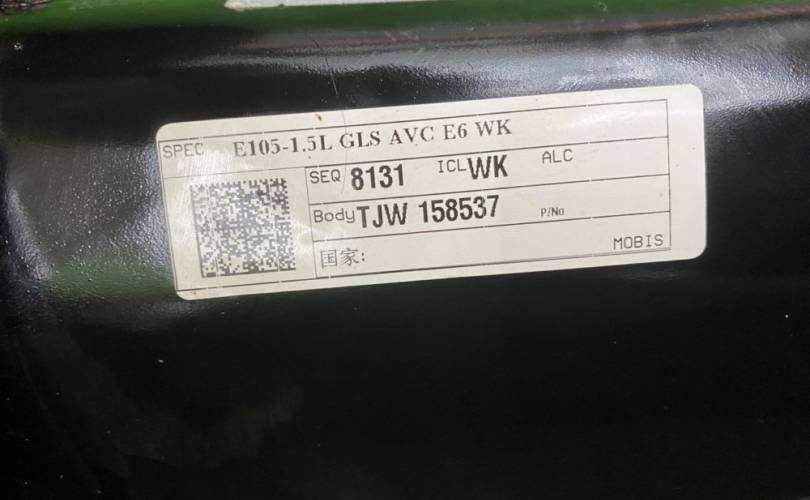 SPEC E105-1.5L GLS AVC E6 WK
SEQ 8131 ICL WK ALC
Body TJW 158537 P/No
国家:
MOBIS